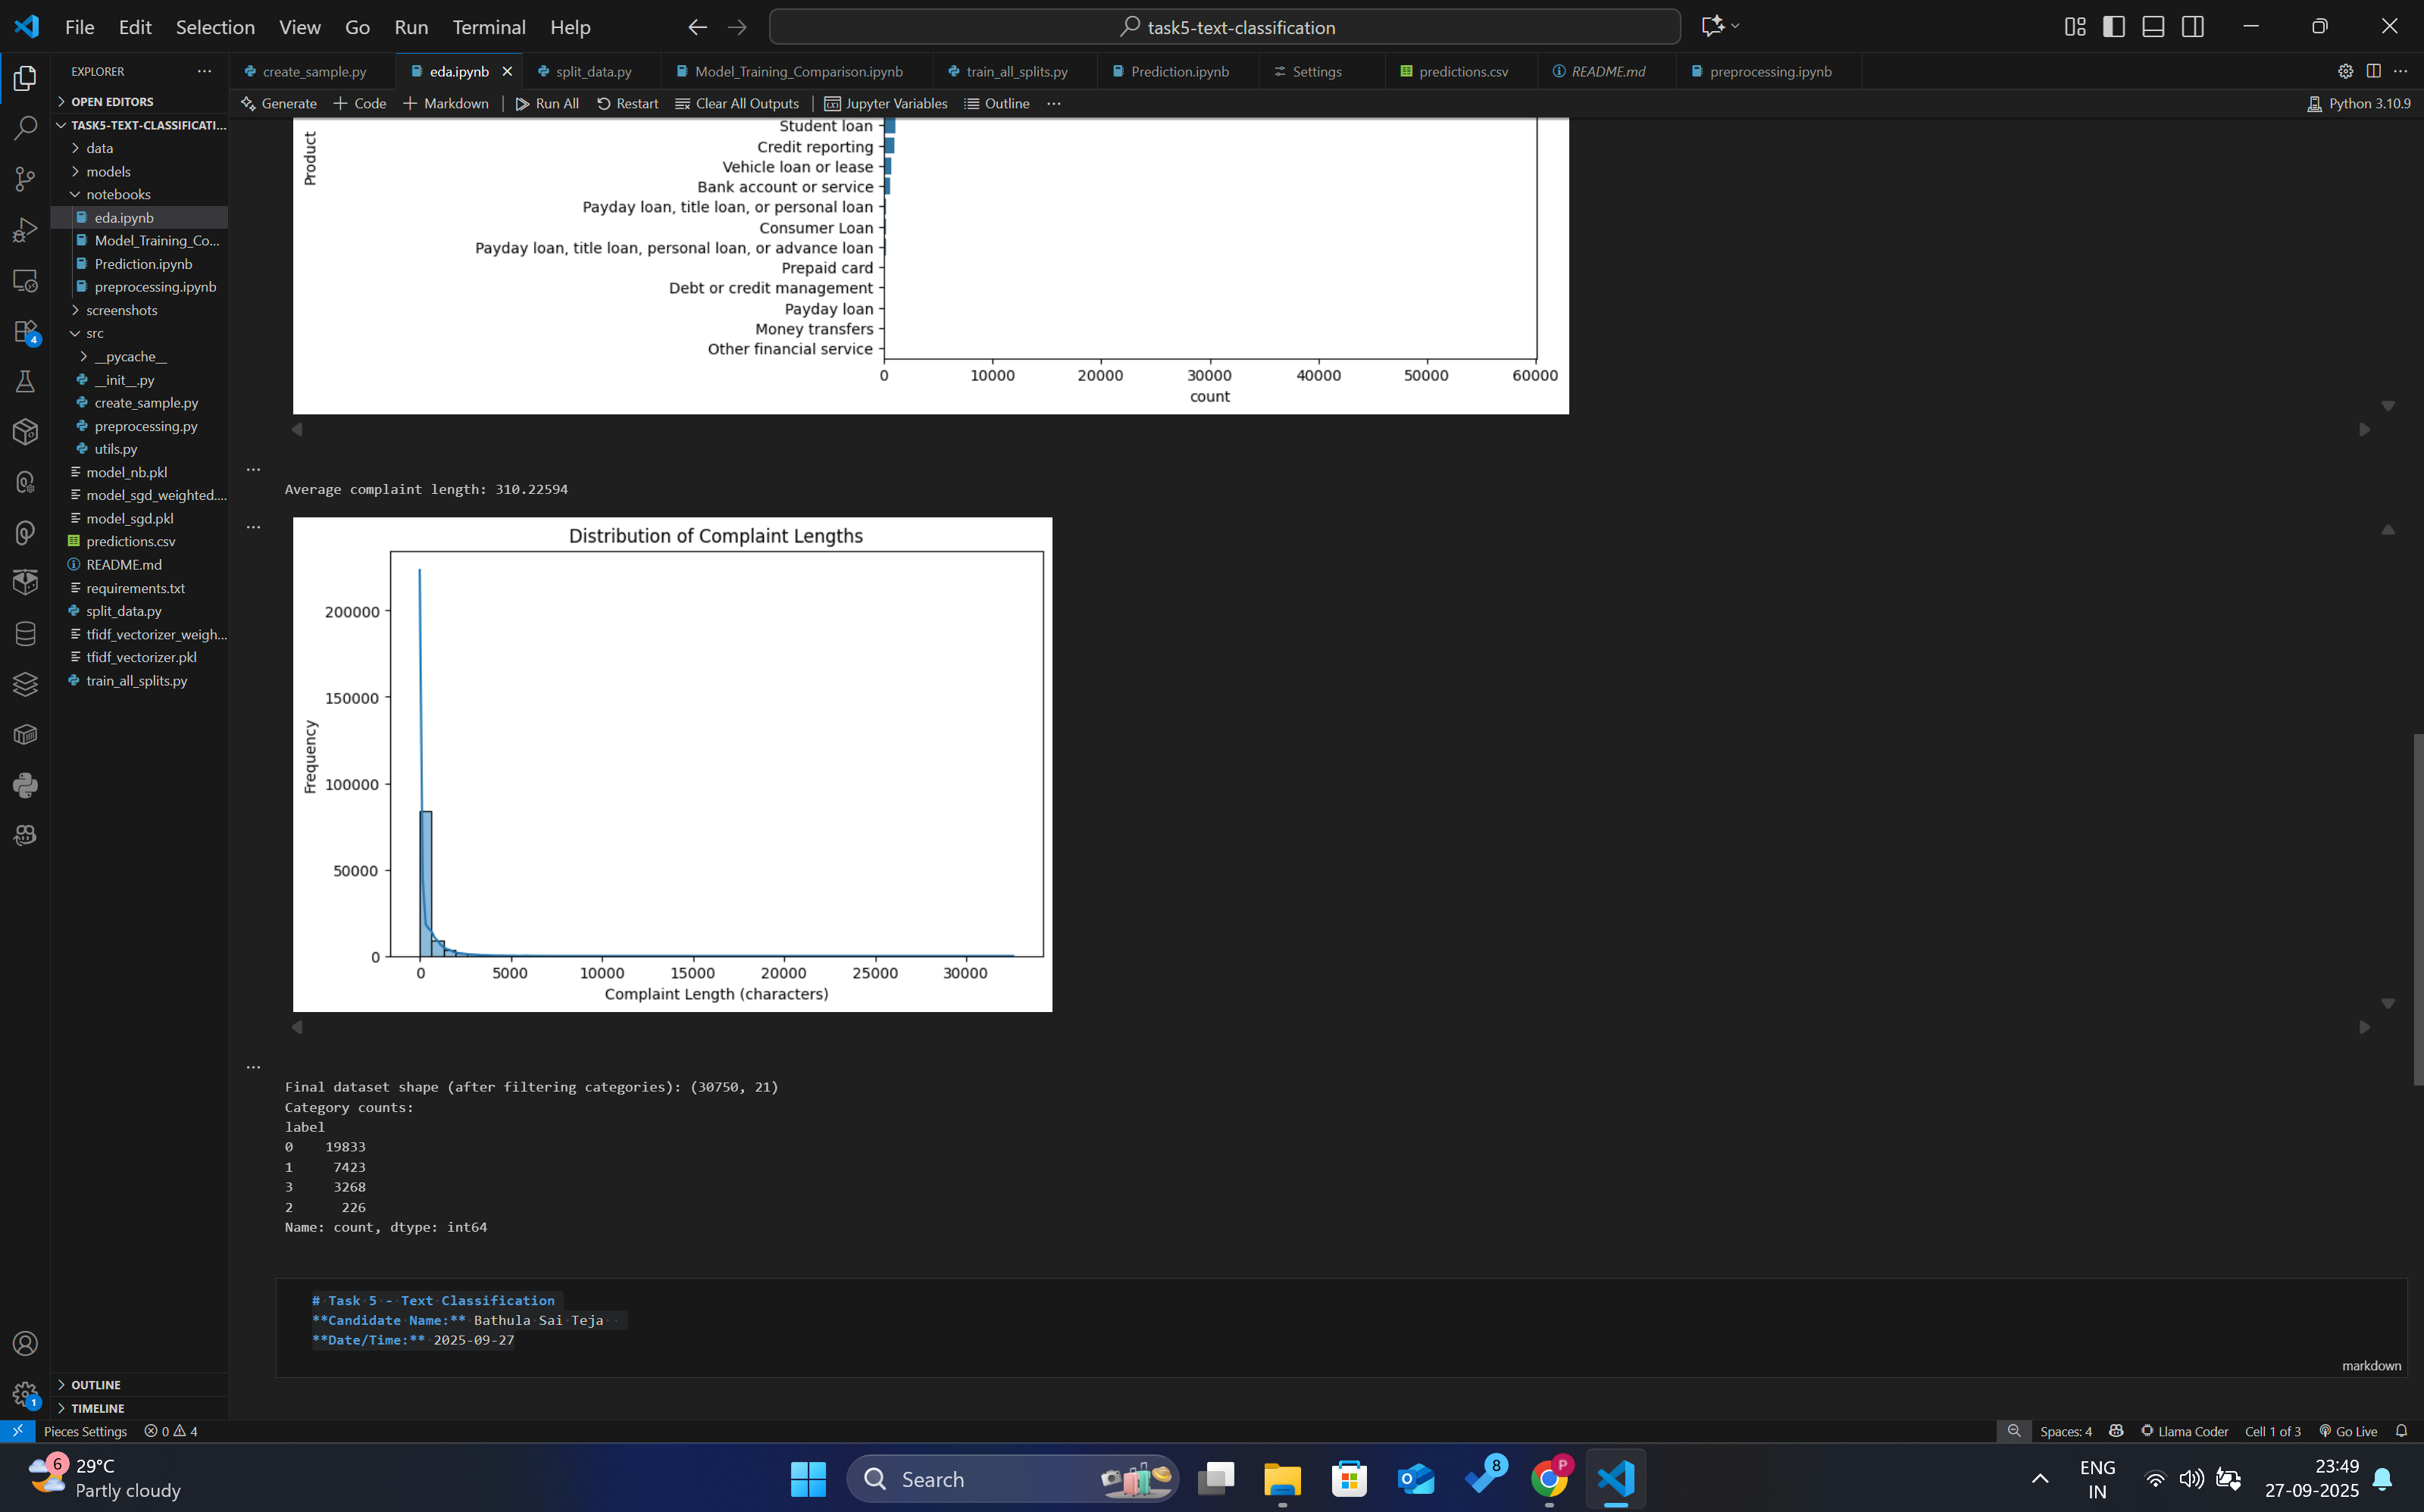 File Edit Selection View Go Run Terminal Help
task5-text-classification
EXPLORER
create_sample.py
eda.ipynb
split_data.py
Model_Training_Comparison.ipynb
train_all_splits.py
Prediction.ipynb
Settings
predictions.csv
README.md
preprocessing.ipynb
Generate
Code
Markdown
Run All
Restart
Clear All Outputs
Jupyter Variables
Outline
Python 3.10.9
OPEN EDITORS
TASK5-TEXT-CLASSIFICATI...
data
models
notebooks
eda.ipynb
Model_Training_Co...
Prediction.ipynb
preprocessing.ipynb
screenshots
src
__pycache__
__init__.py
create_sample.py
preprocessing.py
utils.py
model_nb.pkl
model_sgd_weighted....
model_sgd.pkl
predictions.csv
README.md
requirements.txt
split_data.py
tfidf_vectorizer_weigh...
tfidf_vectorizer.pkl
train_all_splits.py
OUTLINE
TIMELINE
4
1
Product
Student loan
Credit reporting
Vehicle loan or lease
Bank account or service
Payday loan, title loan, or personal loan
Consumer Loan
Payday loan, title loan, personal loan, or advance loan
Prepaid card
Debt or credit management
Payday loan
Money transfers
Other financial service
0 10000 20000 30000 40000 50000 60000
count
Average complaint length: 310.22594
Distribution of Complaint Lengths
Frequency
200000
150000
100000
50000
0
0 5000 10000 15000 20000 25000 30000
Complaint Length (characters)
Final dataset shape (after filtering categories): (30750, 21)
Category counts:
label
0 19833
1 7423
3 3268
2 226
Name: count, dtype: int64
# Task 5 - Text Classification
**Candidate Name:** Bathula Sai Teja
**Date/Time:** 2025-09-27
markdown
Pieces Settings 0 4
Spaces: 4
Llama Coder
Cell 1 of 3
Go Live
6
29°C
Partly cloudy
Search
8
P
ENG
IN
23:49
27-09-2025